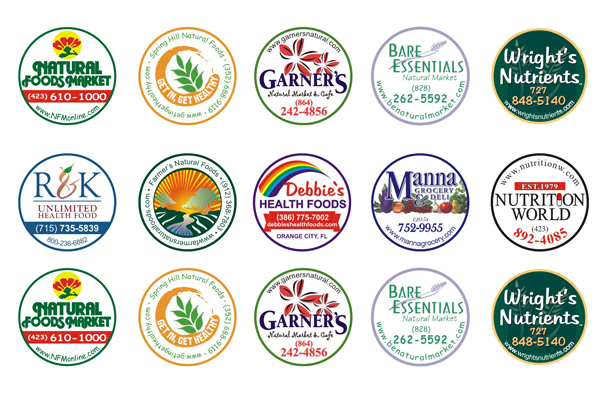 NATURAL
FOODS MARKET
(423) 610-1000
www.NFMonline.com
Spring Hill Natural Foods • (352) 688-9119 • www.getingethealthy.com •
GET IN. GET HEALTHY
www.garnersnatural.com
GARNER'S
Natural Market & Cafe
(864)
242-4856
BARE
ESSENTIALS
Natural Market
(828)
262-5592
www.benaturalmarket.com
Wright's
Nutrients
727
848-5140
www.wrightsnutrients.com
R&K
UNLIMITED
HEALTH FOOD
(715) 735-5839
800-236-6882
Farmer's Natural Foods • (912) 368-7803 • www.farmersnaturalfoods.com •
Debbie's
HEALTH FOODS
(386) 775-7002
debbieshealthfoods.com
ORANGE CITY, FL
Manna
GROCERY
& DELI
(205)
752-9955
www.mannagrocery.com
www.nutritionw.com
EST.1979
NUTRITION
WORLD
(423)
892-4085
NATURAL
FOODS MARKET
(423) 610-1000
www.NFMonline.com
Spring Hill Natural Foods • (352) 688-9119 • www.getingethealthy.com •
GET IN. GET HEALTHY
www.garnersnatural.com
GARNER'S
Natural Market & Cafe
(864)
242-4856
BARE
ESSENTIALS
Natural Market
(828)
262-5592
www.benaturalmarket.com
Wright's
Nutrients
727
848-5140
www.wrightsnutrients.com